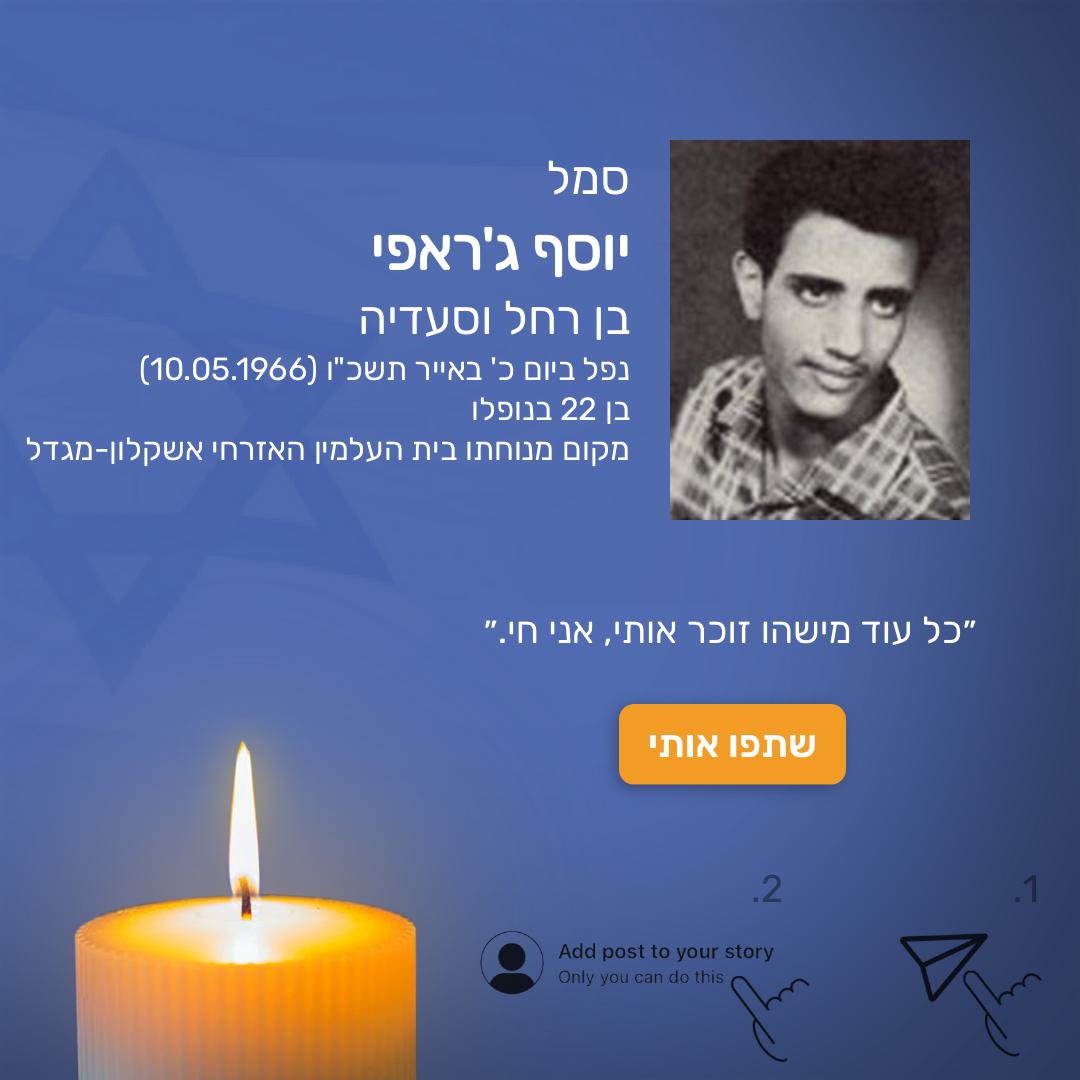 סמל
יוסף ג'ראפי
בן רחל וסעדיה
נפל ביום כ' באייר תשכ"ו (10.05.1966)
בן 22 בנופלו
מקום מנוחתו בית העלמין האזרחי אשקלון-מגדל
״כל עוד מישהו זוכר אותי, אני חי.״
שתפו אותי
1.
2.
Add post to your story
Only you can do this